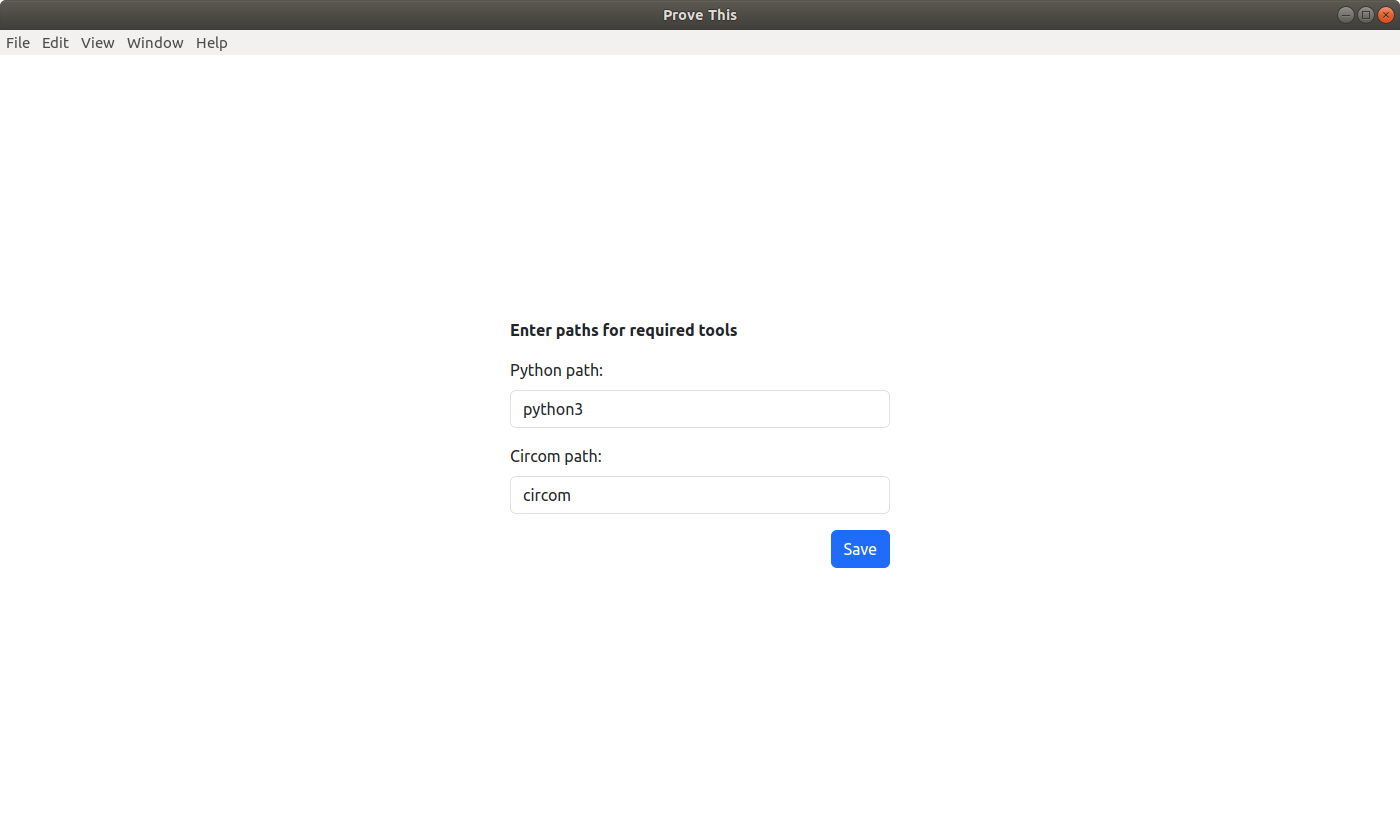 Prove This
File Edit View Window Help
Enter paths for required tools
Python path:
python3
Circom path:
circom
Save